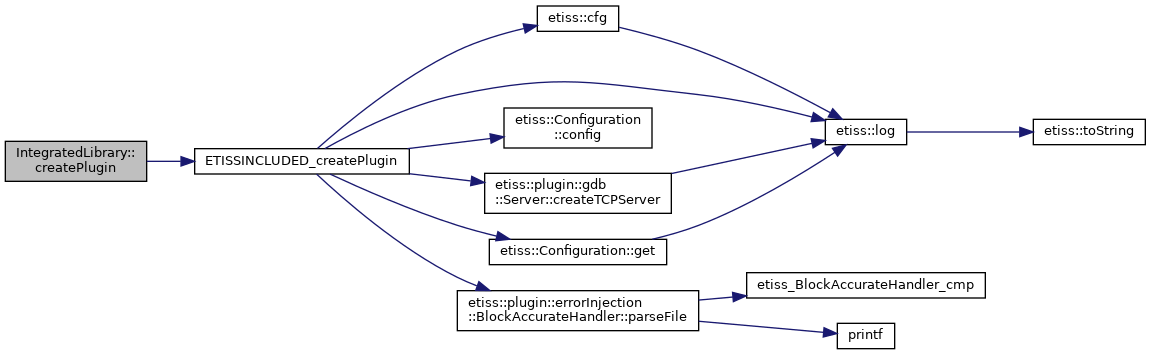 IntegratedLibrary::
createPlugin
ETISSINCLUDED_createPlugin
etiss::cfg
etiss::Configuration
::config
etiss::plugin::gdb
::Server::createTCPServer
etiss::Configuration::get
etiss::plugin::errorInjection
::BlockAccurateHandler::parseFile
etiss::log
etiss::toString
etiss_BlockAccurateHandler_cmp
printf